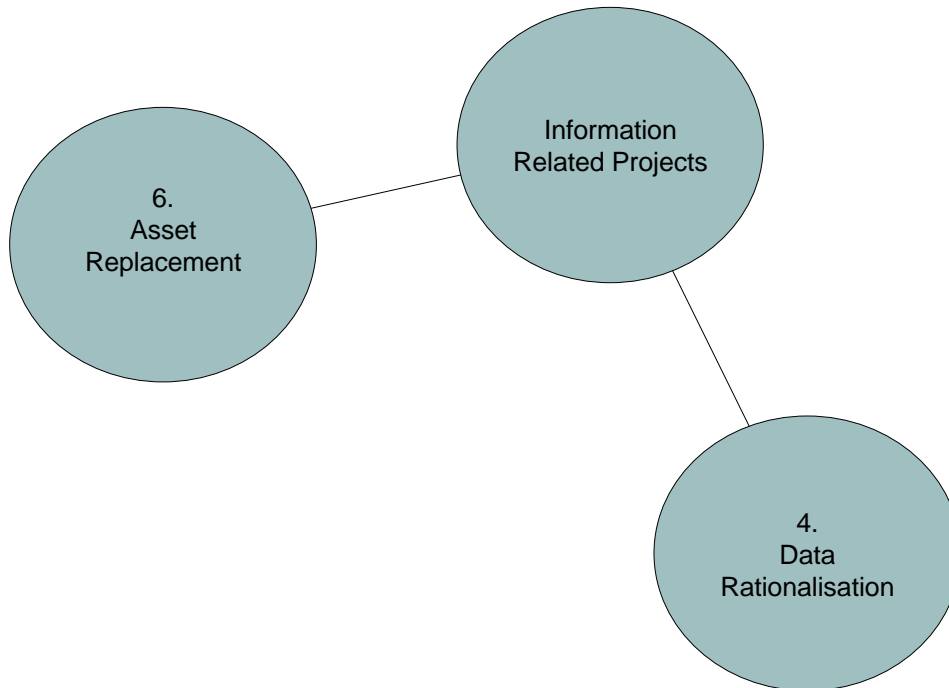 Information
Related Projects
6.
Asset
Replacement
4.
Data
Rationalisation